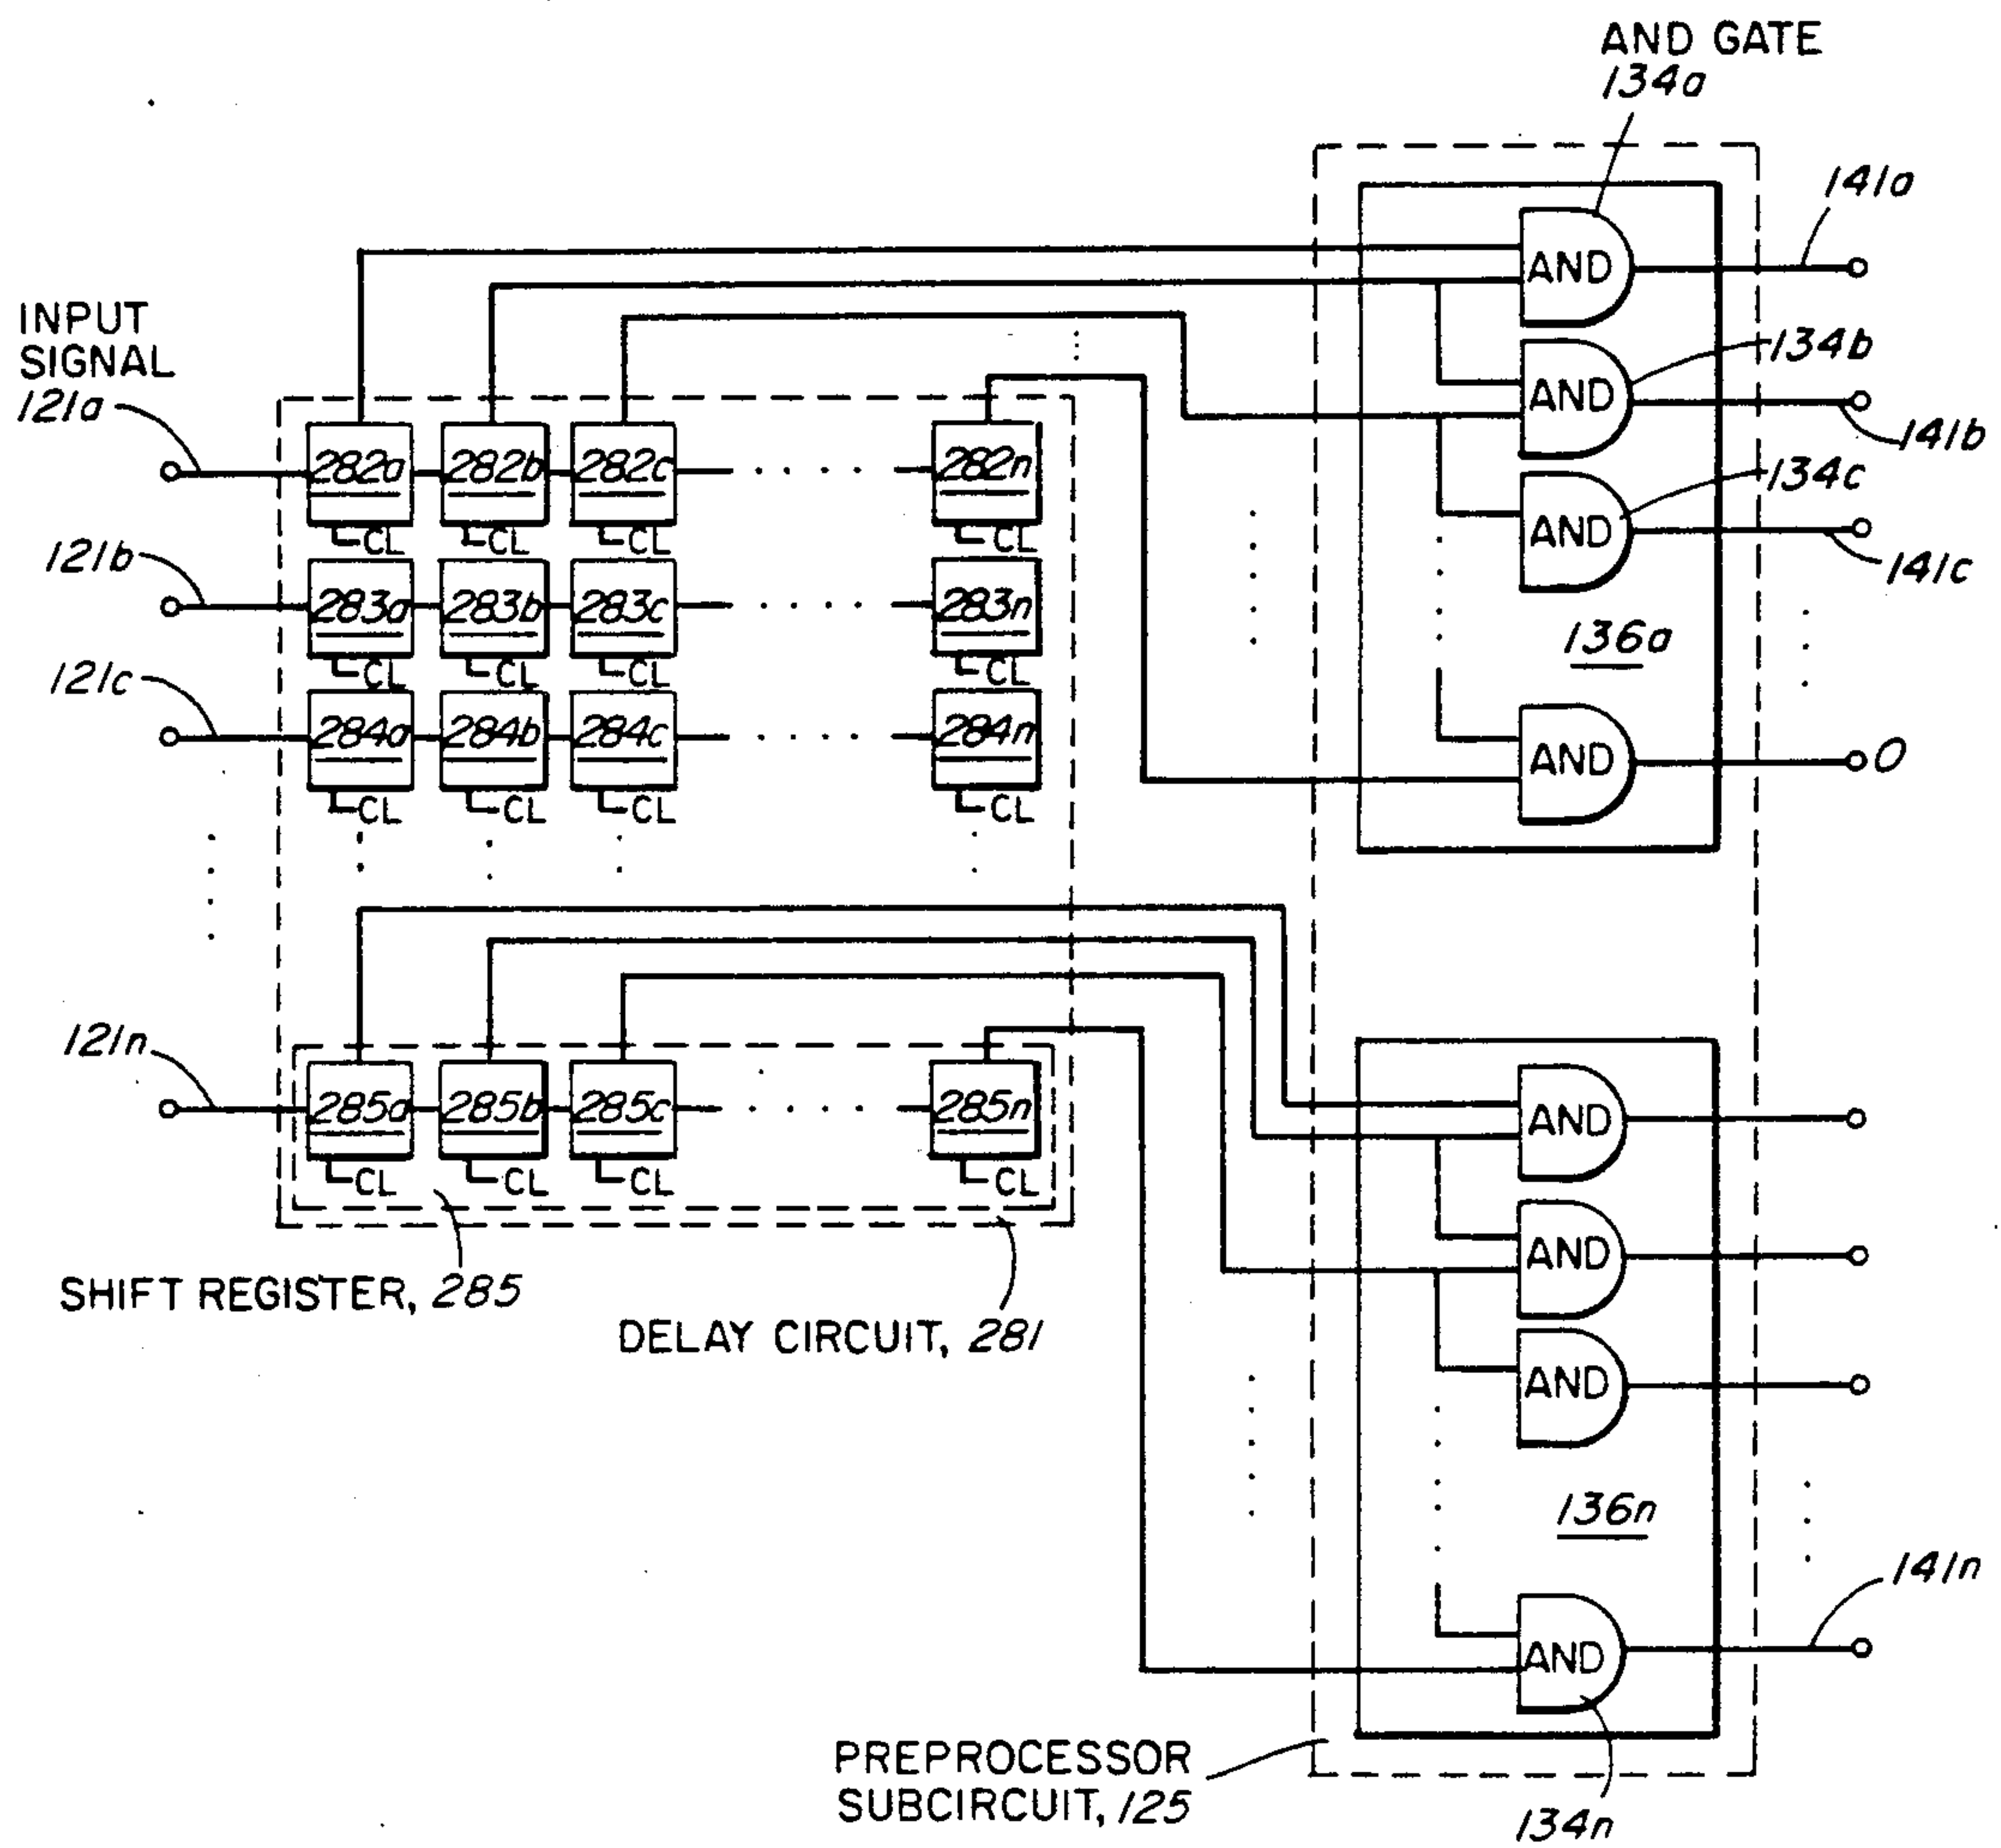 AND GATE
134a
141a
AND
INPUT
SIGNAL
121a
134b
AND
141b
282a 282b 282c 282n
134c
CL CL CL CL
AND
141c
121b
283a 283b 283c 283n
136a
CL CL CL CL
121c
284a 284b 284c 284n
AND
0
CL CL CL CL
121n
285a 285b 285c 285n
AND
CL CL CL CL
AND
SHIFT REGISTER, 285
DELAY CIRCUIT, 281
AND
136n
141n
AND
PREPROCESSOR
SUBCIRCUIT, 125
134n